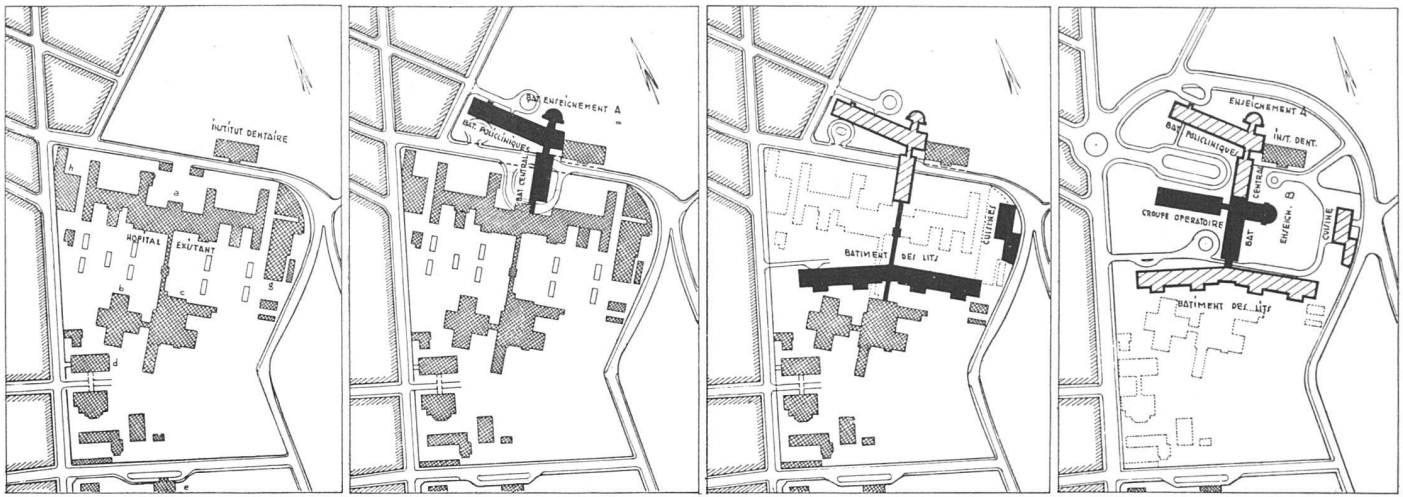 INSTITUT DENTAIRE
h
a
HOPITAL EXISTANT
g
b
c
d
e
BAT ENSEIGNEMENT A
BAT. POLICLINIQUES
BAT CENTRAL
CUISINES
BATIMENT DES LITS
ENSEIGNEMENT A
BAT POLICLINIQUES
INST. DENT.
CENTRAL
GROUPE OPERATOIRE
BAT
ENSEIGN. B
CUISINE
BATIMENT DES LITS